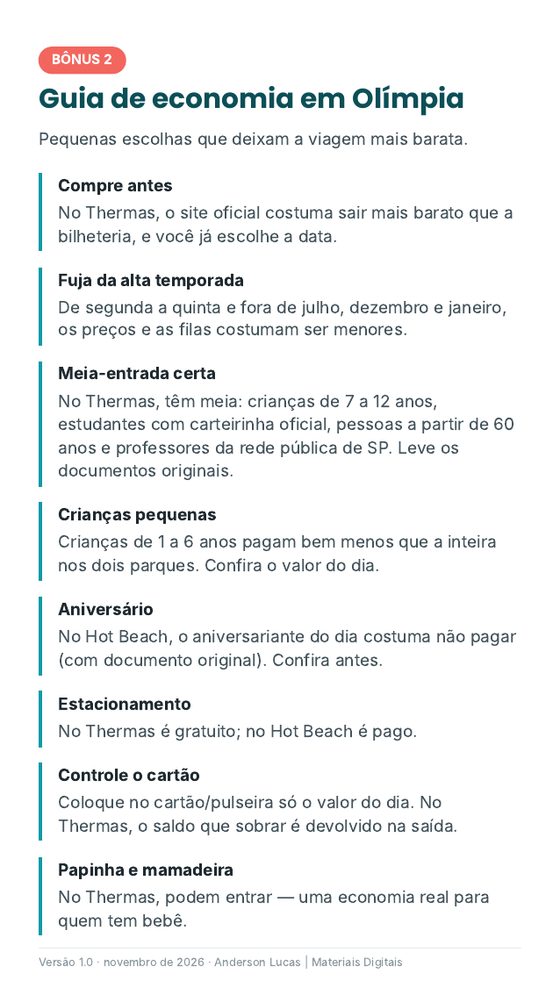 BÔNUS 2
Guia de economia em Olímpia
Pequenas escolhas que deixam a viagem mais barata.
Compre antes
No Thermas, o site oficial costuma sair mais barato que a
bilheteria, e você já escolhe a data.
Fuja da alta temporada
De segunda a quinta e fora de julho, dezembro e janeiro,
os preços e as filas costumam ser menores.
Meia-entrada certa
No Thermas, têm meia: crianças de 7 a 12 anos,
estudantes com carteirinha oficial, pessoas a partir de 60
anos e professores da rede pública de SP. Leve os
documentos originais.
Crianças pequenas
Crianças de 1 a 6 anos pagam bem menos que a inteira
nos dois parques. Confira o valor do dia.
Aniversário
No Hot Beach, o aniversariante do dia costuma não pagar
(com documento original). Confira antes.
Estacionamento
No Thermas é gratuito; no Hot Beach é pago.
Controle o cartão
Coloque no cartão/pulseira só o valor do dia. No
Thermas, o saldo que sobrar é devolvido na saída.
Papinha e mamadeira
No Thermas, podem entrar — uma economia real para
quem tem bebê.
Versão 1.0 · novembro de 2026 · Anderson Lucas | Materiais Digitais